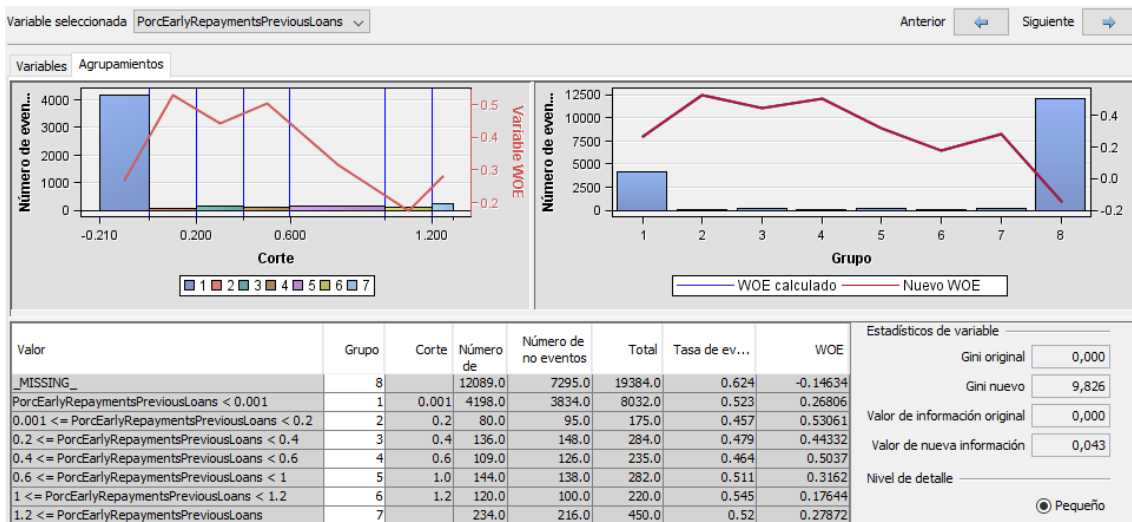 Variable seleccionada PorcEarlyRepaymentsPreviousLoans Anterior Siguiente
Variables Agrupamientos
Número de even...
4000
3000
2000
1000
0
0.5
0.4
0.3
0.2
Variable WOE
-0.210 0.200 0.600 1.200
Corte
1 2 3 4 5 6 7
Número de even...
12500
10000
7500
5000
2500
0
0.4
0.2
0.0
-0.2
1 2 3 4 5 6 7 8
Grupo
WOE calculado Nuevo WOE
Valor Grupo Corte Número de Número de no eventos Total Tasa de ev... WOE
_MISSING_ 8 12089.0 7295.0 19384.0 0.624 -0.14634
PorcEarlyRepaymentsPreviousLoans < 0.001 1 0.001 4198.0 3834.0 8032.0 0.523 0.26806
0.001 <= PorcEarlyRepaymentsPreviousLoans < 0.2 2 0.2 80.0 95.0 175.0 0.457 0.53061
0.2 <= PorcEarlyRepaymentsPreviousLoans < 0.4 3 0.4 136.0 148.0 284.0 0.479 0.44332
0.4 <= PorcEarlyRepaymentsPreviousLoans < 0.6 4 0.6 109.0 126.0 235.0 0.464 0.5037
0.6 <= PorcEarlyRepaymentsPreviousLoans < 1 5 1.0 144.0 138.0 282.0 0.511 0.3162
1 <= PorcEarlyRepaymentsPreviousLoans < 1.2 6 1.2 120.0 100.0 220.0 0.545 0.17644
1.2 <= PorcEarlyRepaymentsPreviousLoans 7 234.0 216.0 450.0 0.52 0.27872
Estadísticos de variable
Gini original 0,000
Gini nuevo 9,826
Valor de información original 0,000
Valor de nueva información 0,043
Nivel de detalle
Pequeño